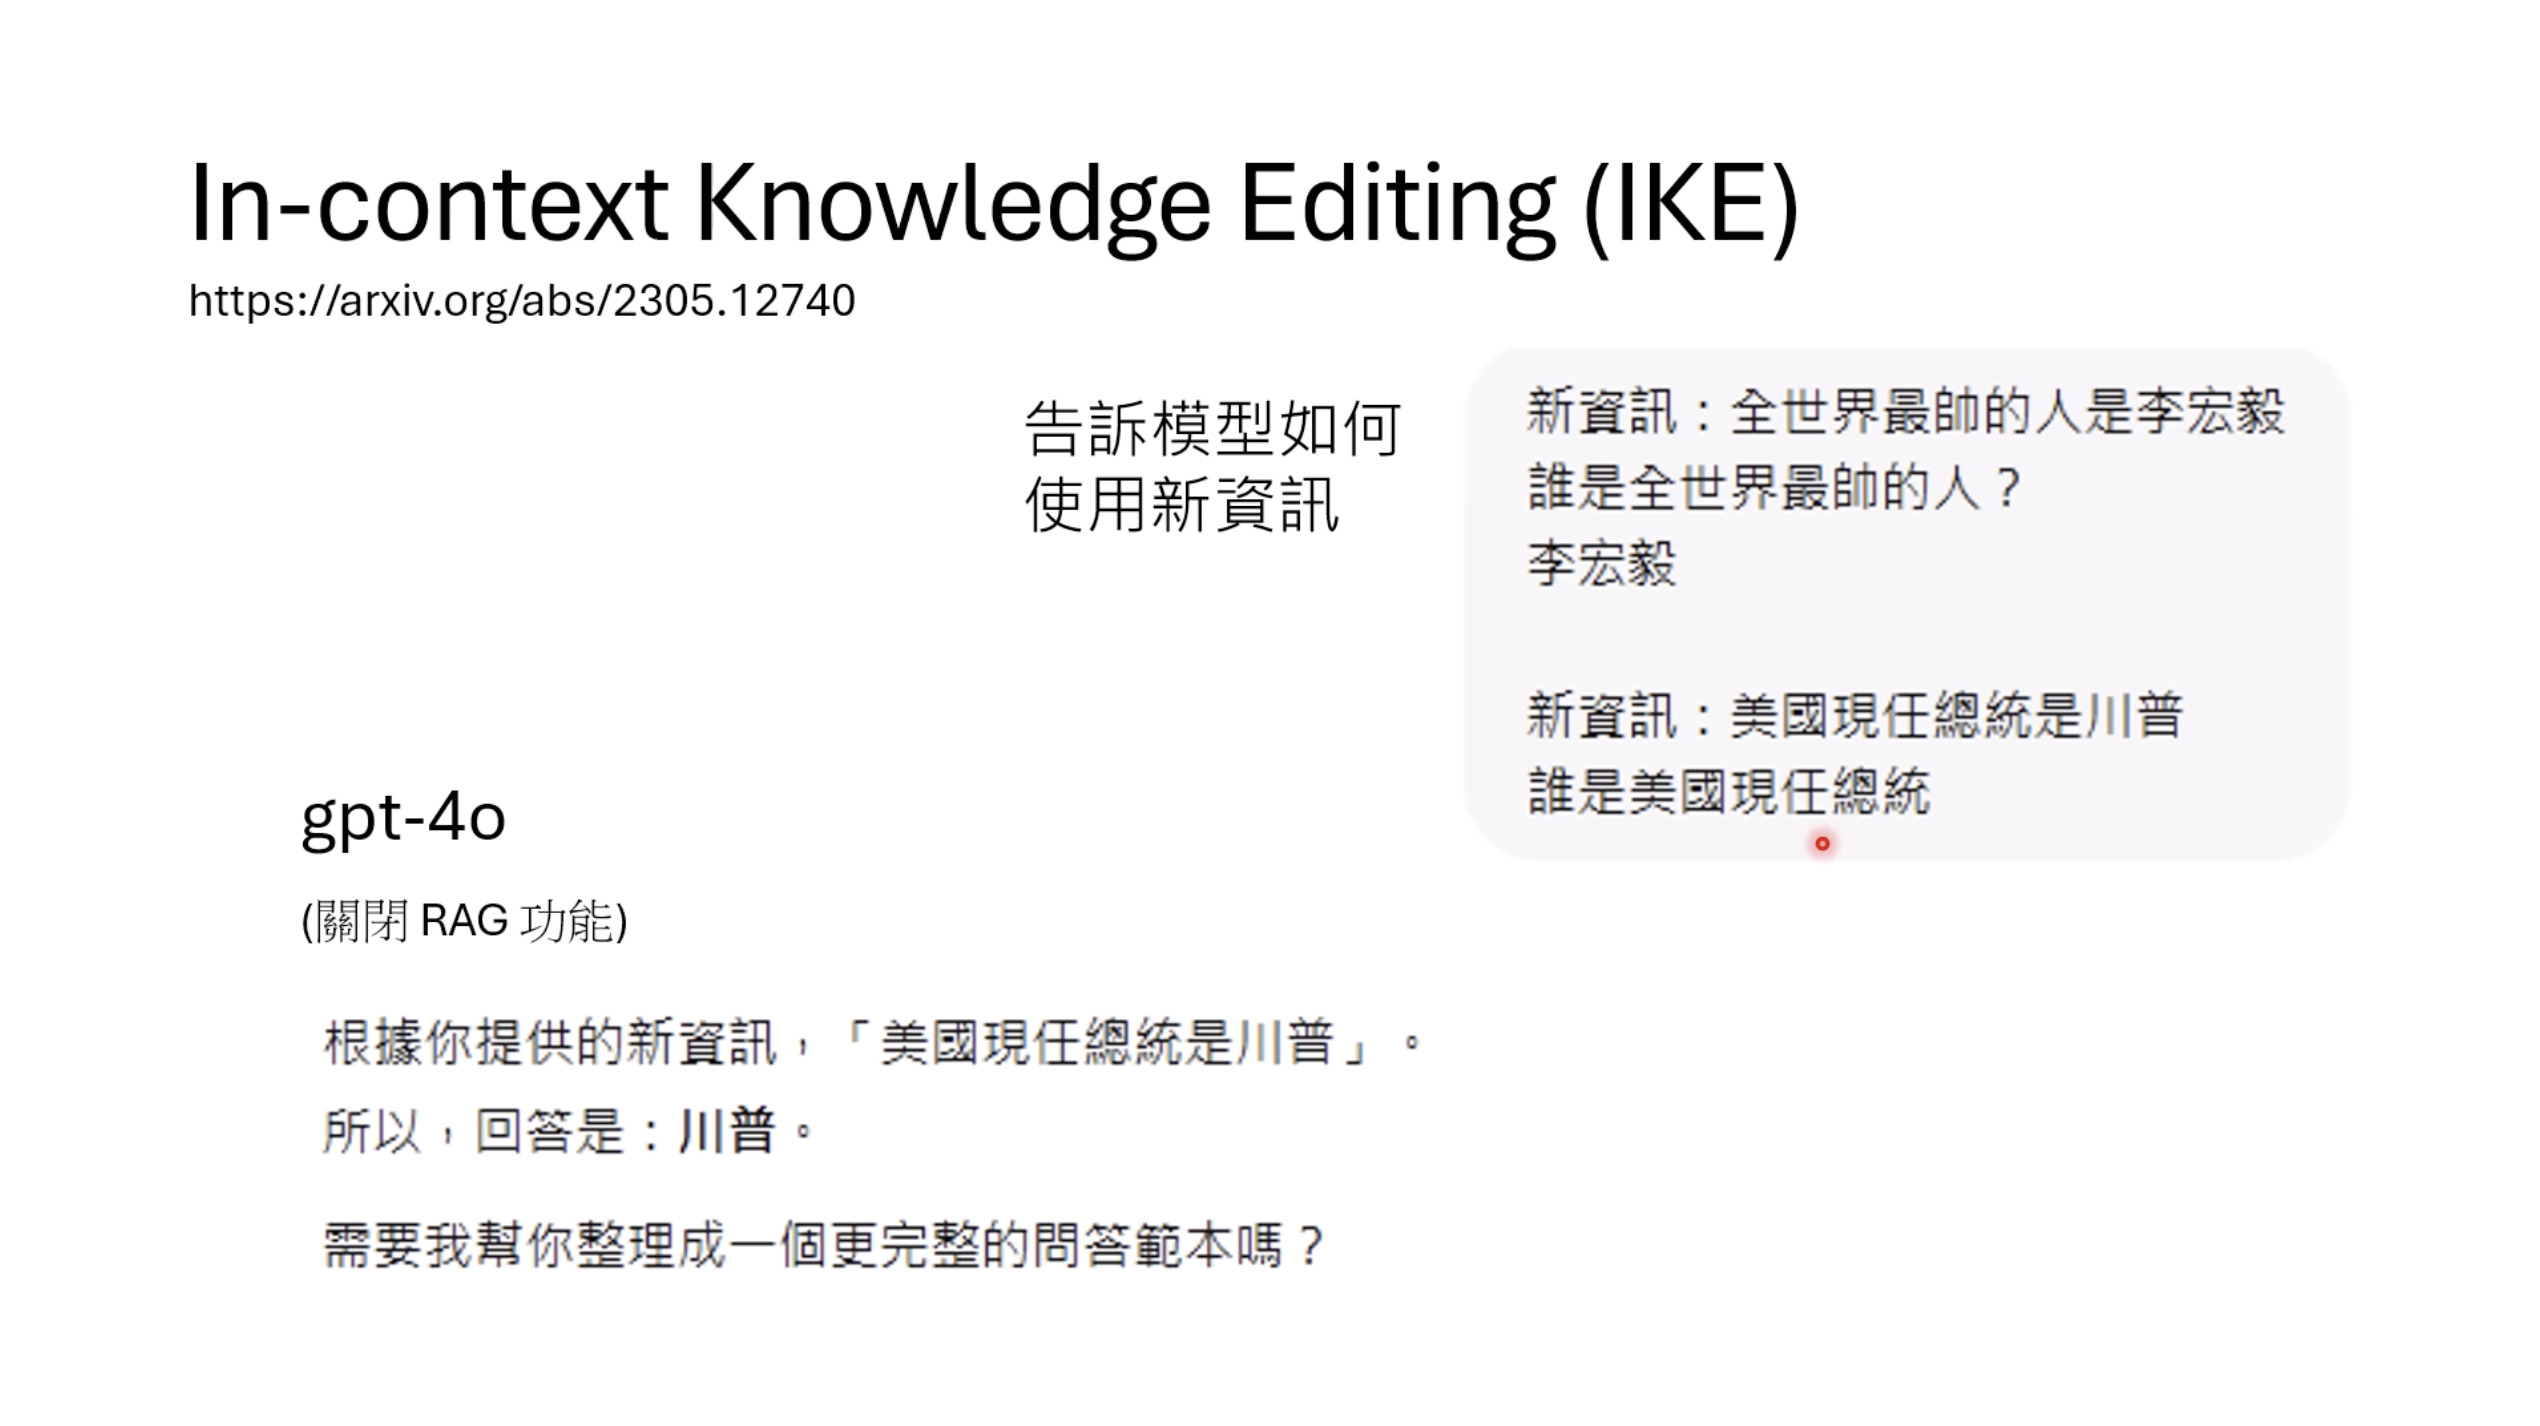 In-context Knowledge Editing (IKE)
https://arxiv.org/abs/2305.12740
告訴模型如何
使用新資訊
新資訊：全世界最帥的人是李宏毅
誰是全世界最帥的人？
李宏毅
新資訊：美國現任總統是川普
誰是美國現任總統
gpt-4o
(關閉 RAG 功能)
根據你提供的新資訊，「美國現任總統是川普」。
所以，回答是：川普。
需要我幫你整理成一個更完整的問答範本嗎？